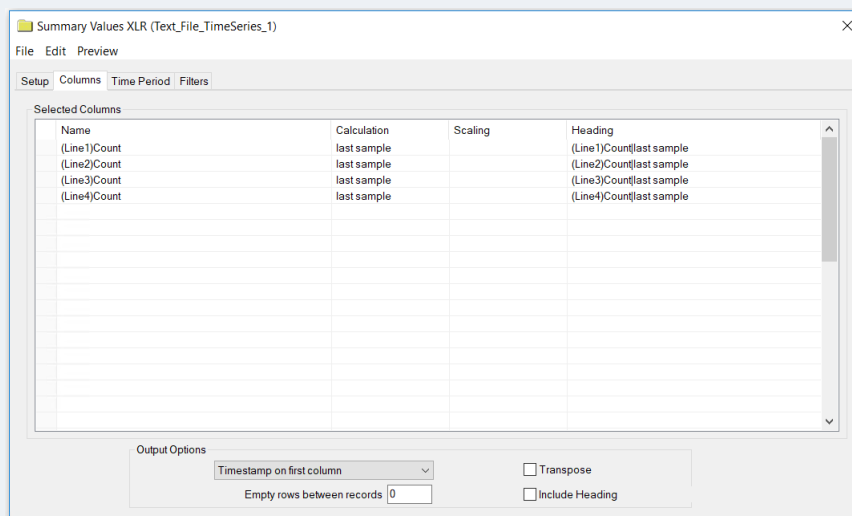 Summary Values XLR (Text_File_TimeSeries_1)
File Edit Preview
Setup Columns Time Period Filters
Selected Columns
Name Calculation Scaling Heading
(Line1)Count last sample (Line1)Count|last sample
(Line2)Count last sample (Line2)Count|last sample
(Line3)Count last sample (Line3)Count|last sample
(Line4)Count last sample (Line4)Count|last sample
Output Options
Timestamp on first column Transpose
Empty rows between records 0 Include Heading